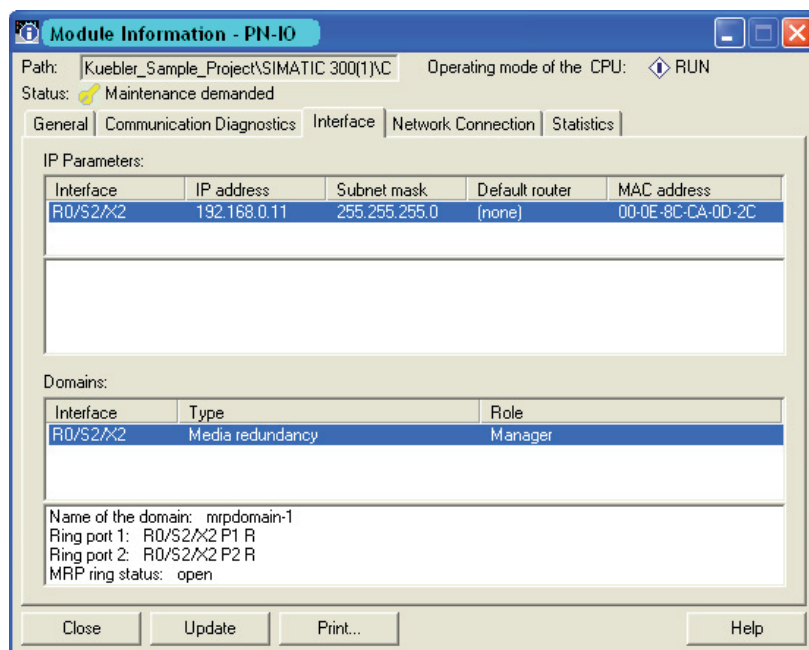 Module Information - PN-IO
Path: Kuebler_Sample_Project\SIMATIC 300(1)\C Operating mode of the CPU: RUN
Status: Maintenance demanded
General Communication Diagnostics Interface Network Connection Statistics
IP Parameters:
Interface IP address Subnet mask Default router MAC address
R0/S2/X2 192.168.0.11 255.255.255.0 (none) 00-0E-8C-CA-0D-2C
Domains:
Interface Type Role
R0/S2/X2 Media redundancy Manager
Name of the domain: mrpdomain-1
Ring port 1: R0/S2/X2 P1 R
Ring port 2: R0/S2/X2 P2 R
MRP ring status: open
Close Update Print... Help